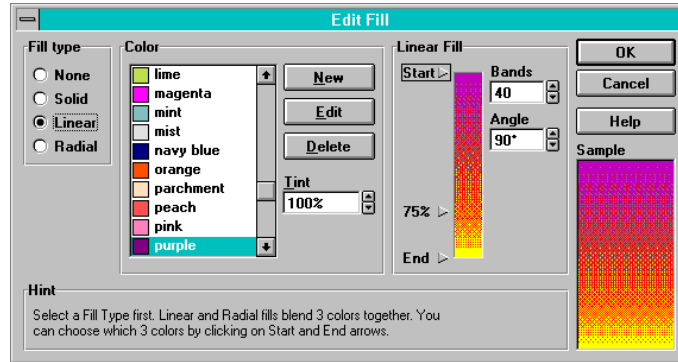 Edit Fill
Fill type
None
Solid
Linear
Radial
Color
lime
magenta
mint
mist
navy blue
orange
parchment
peach
pink
purple
New
Edit
Delete
Tint
100%
Linear Fill
Start
75%
End
Bands
40
Angle
90°
OK
Cancel
Help
Sample
Hint
Select a Fill Type first. Linear and Radial fills blend 3 colors together. You
can choose which 3 colors by clicking on Start and End arrows.